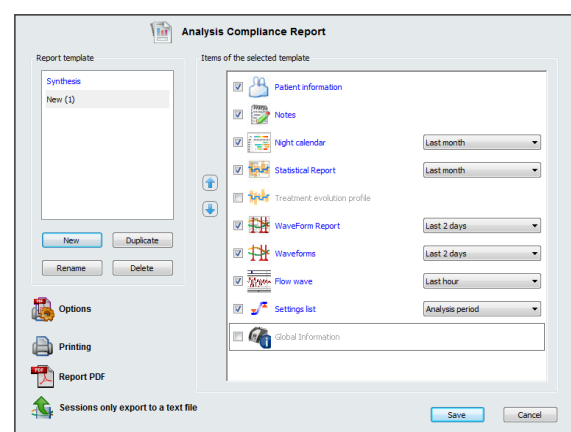 Analysis Compliance Report
Report template
Synthesis
New (1)
New
Duplicate
Rename
Delete
Options
Printing
Report PDF
Sessions only export to a text file
Items of the selected template
Patient information
Notes
Night calendar
Last month
Statistical Report
Last month
Treatment evolution profile
WaveForm Report
Last 2 days
Waveforms
Last 2 days
Flow wave
Last hour
Settings list
Analysis period
Global Information
Save
Cancel